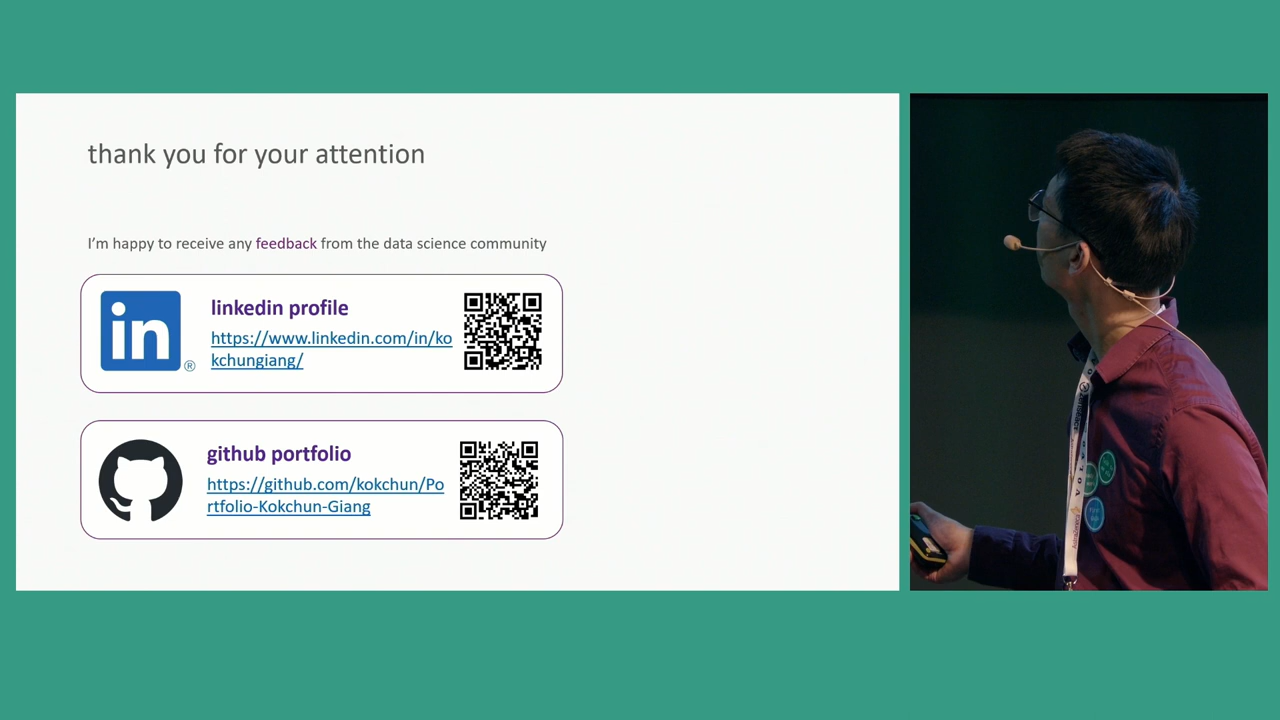 thank you for your attention
I'm happy to receive any feedback from the data science community
in
®
linkedin profile
https://www.linkedin.com/in/ko
kchungiang/
github portfolio
https://github.com/kokchun/Po
rtfolio-Kokchun-Giang